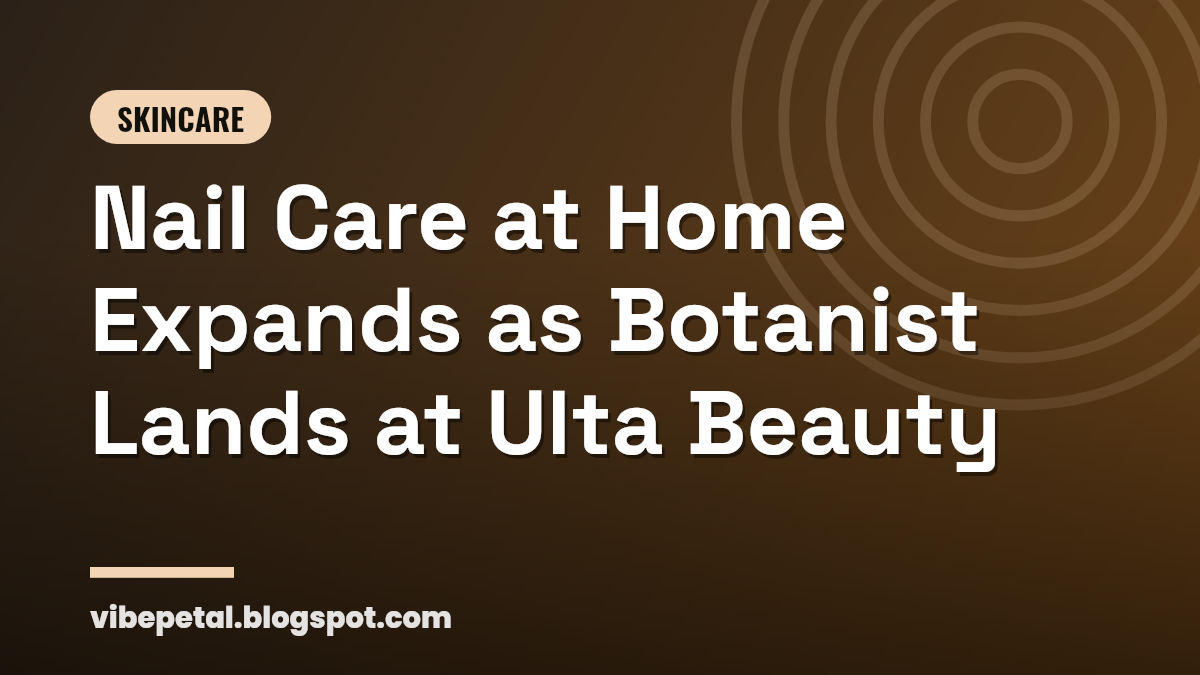 SKINCARE
Nail Care at Home
Expands as Botanist
Lands at Ulta Beauty
vibepetal.blogspot.com